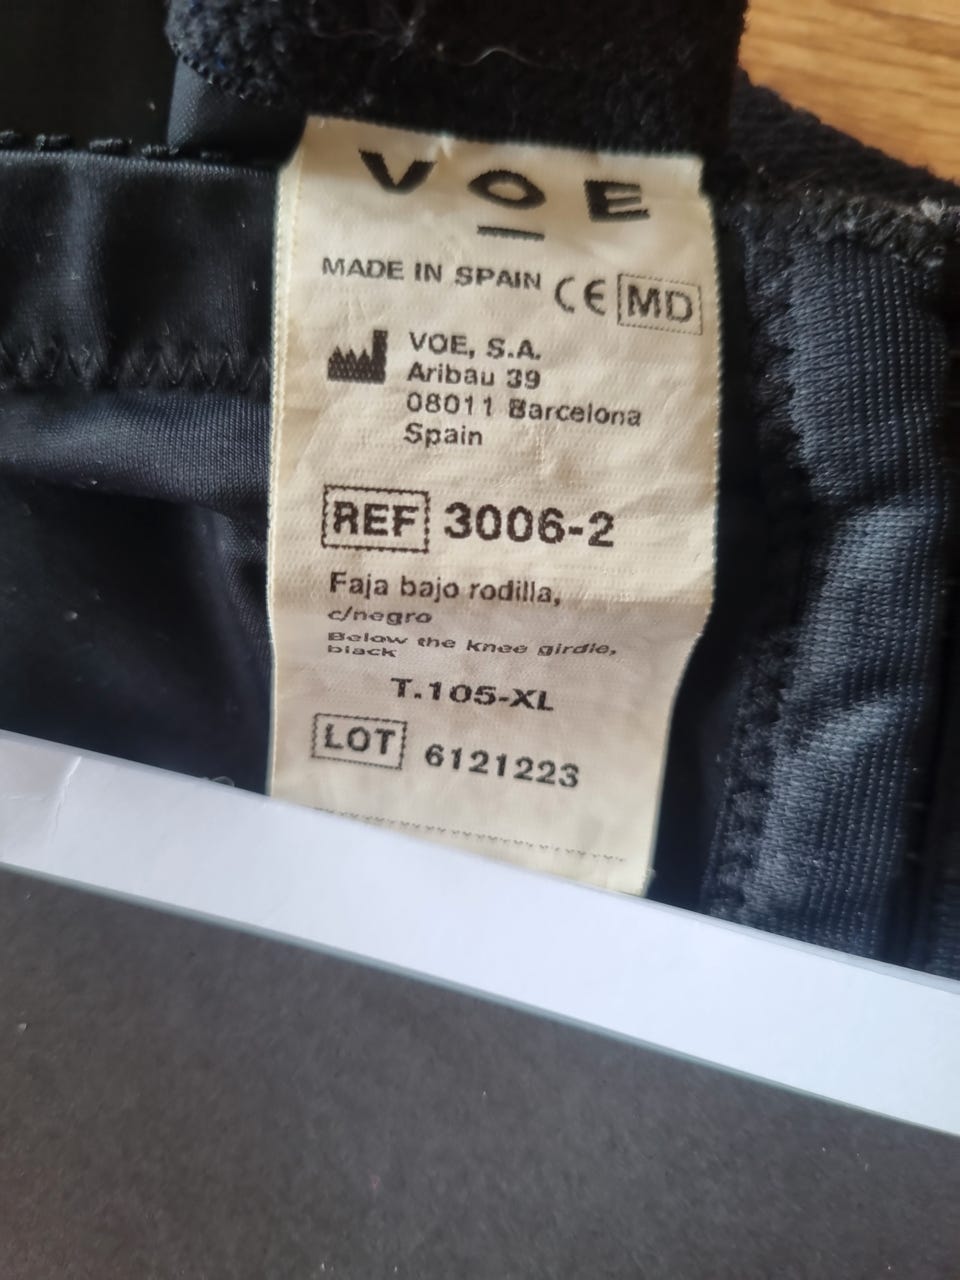 VOE
MADE IN SPAIN CE MD
VOE, S.A.
Aribau 39
08011 Barcelona
Spain
REF 3006-2
Faja bajo rodilla,
c/negro
Below the knee girdle,
black
T.105-XL
LOT 6121223